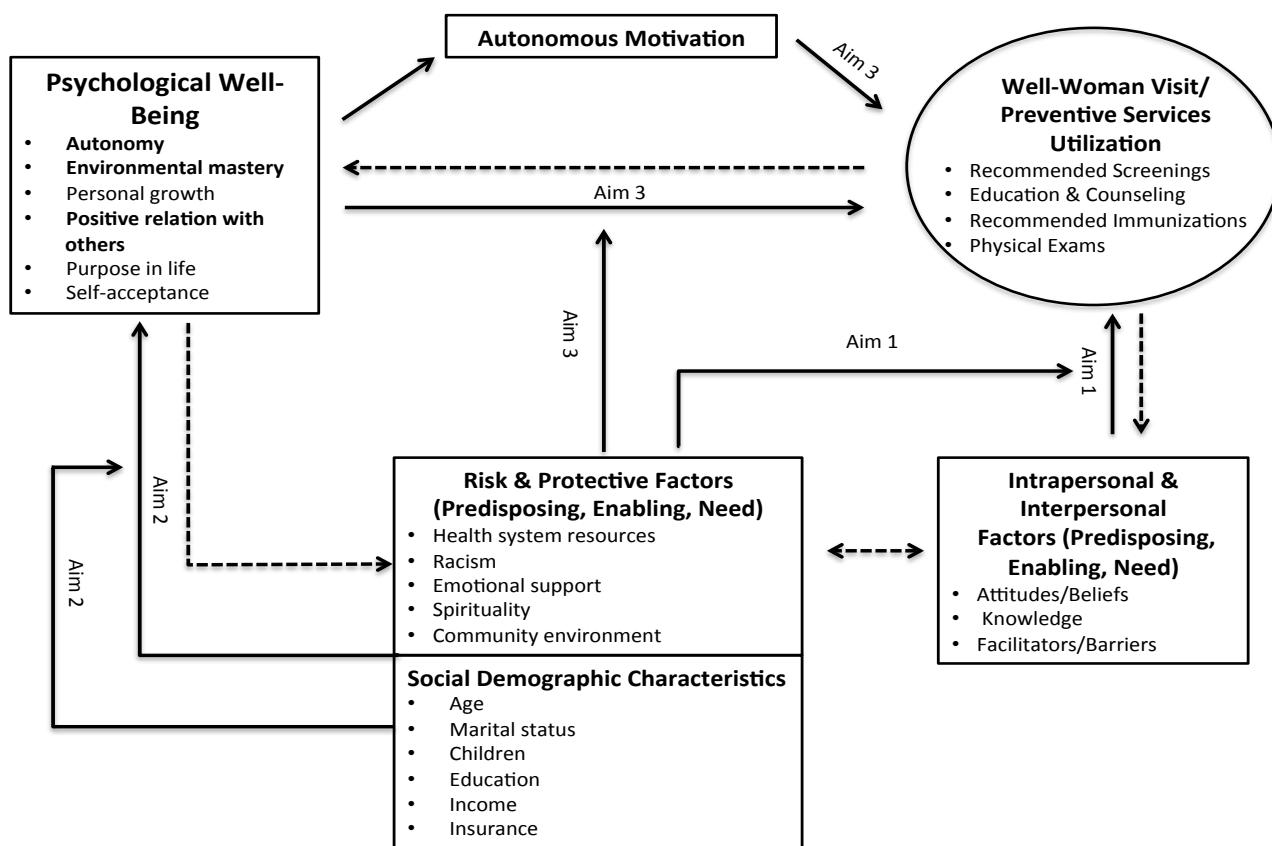 Autonomous Motivation
Aim 3
Psychological Well-
Being
• Autonomy
• Environmental mastery
• Personal growth
• Positive relation with
others
• Purpose in life
• Self-acceptance
Well-Woman Visit/
Preventive Services
Utilization
• Recommended Screenings
• Education & Counseling
• Recommended Immunizations
• Physical Exams
Aim 3
Aim 3
Aim 1
Aim 1
Aim 2
Aim 2
Risk & Protective Factors
(Predisposing, Enabling, Need)
• Health system resources
• Racism
• Emotional support
• Spirituality
• Community environment
Social Demographic Characteristics
• Age
• Marital status
• Children
• Education
• Income
• Insurance
Intrapersonal &
Interpersonal
Factors (Predisposing,
Enabling, Need)
• Attitudes/Beliefs
• Knowledge
• Facilitators/Barriers